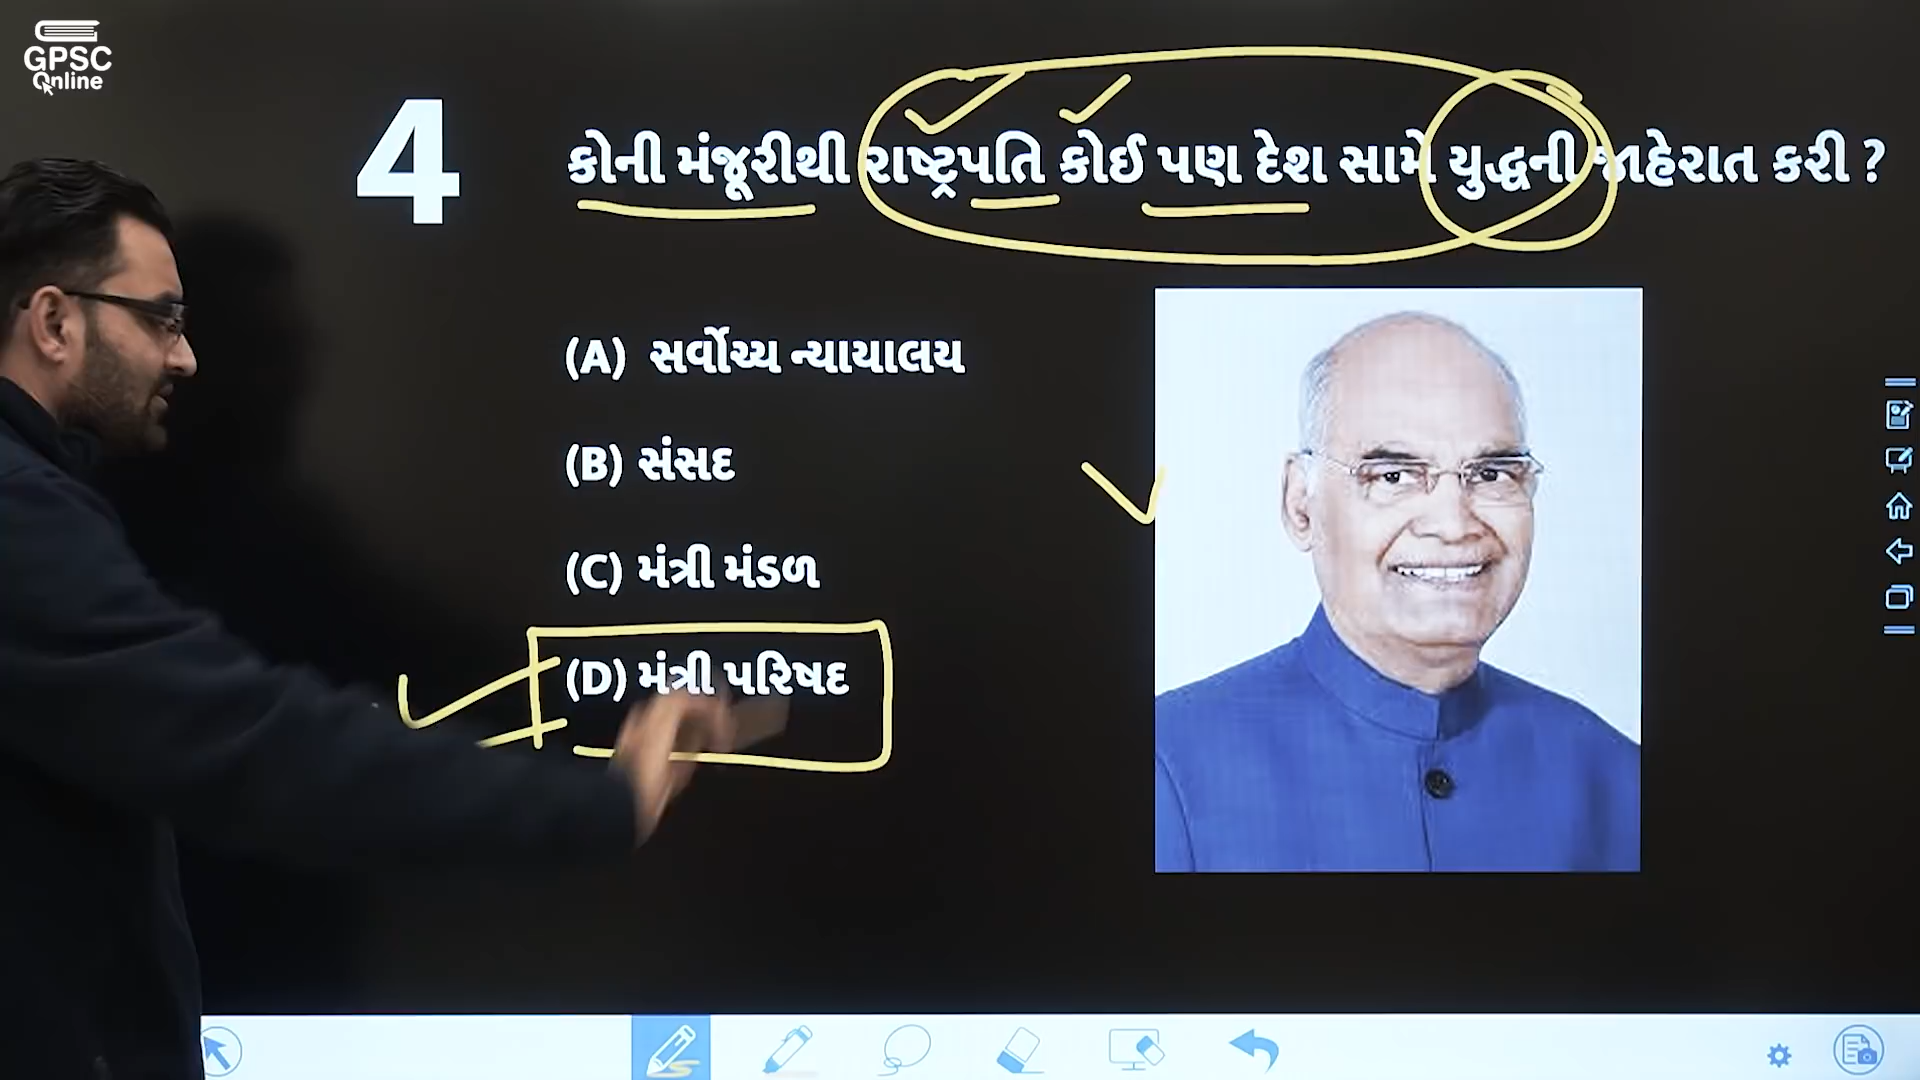 GPSC
Online
4
કોની મંજૂરીથી રાષ્ટ્રપતિ કોઈ પણ દેશ સામે યુદ્ધની જાહેરાત કરી ?
(A) સર્વોચ્ચ ન્યાયાલય
(B) સંસદ
(C) મંત્રી મંડળ
(D) મંત્રી પરિષદ